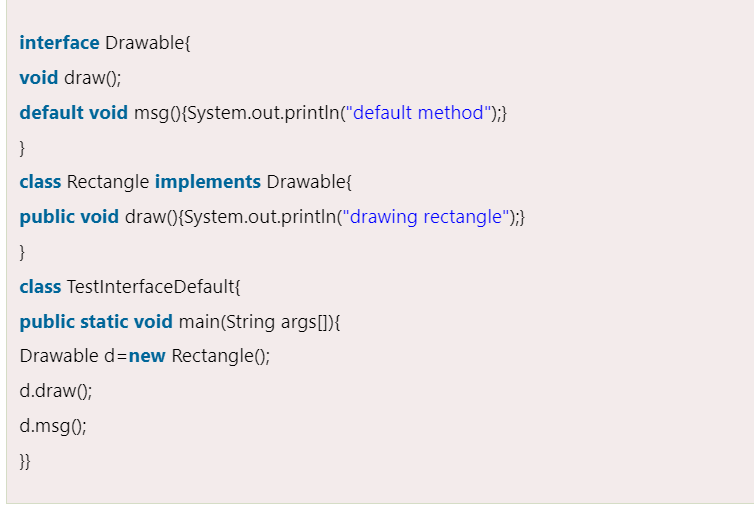 interface Drawable{
void draw();
default void msg(){System.out.println("default method");}
}
class Rectangle implements Drawable{
public void draw(){System.out.println("drawing rectangle");}
}
class TestInterfaceDefault{
public static void main(String args[]){
Drawable d=new Rectangle();
d.draw();
d.msg();
}}